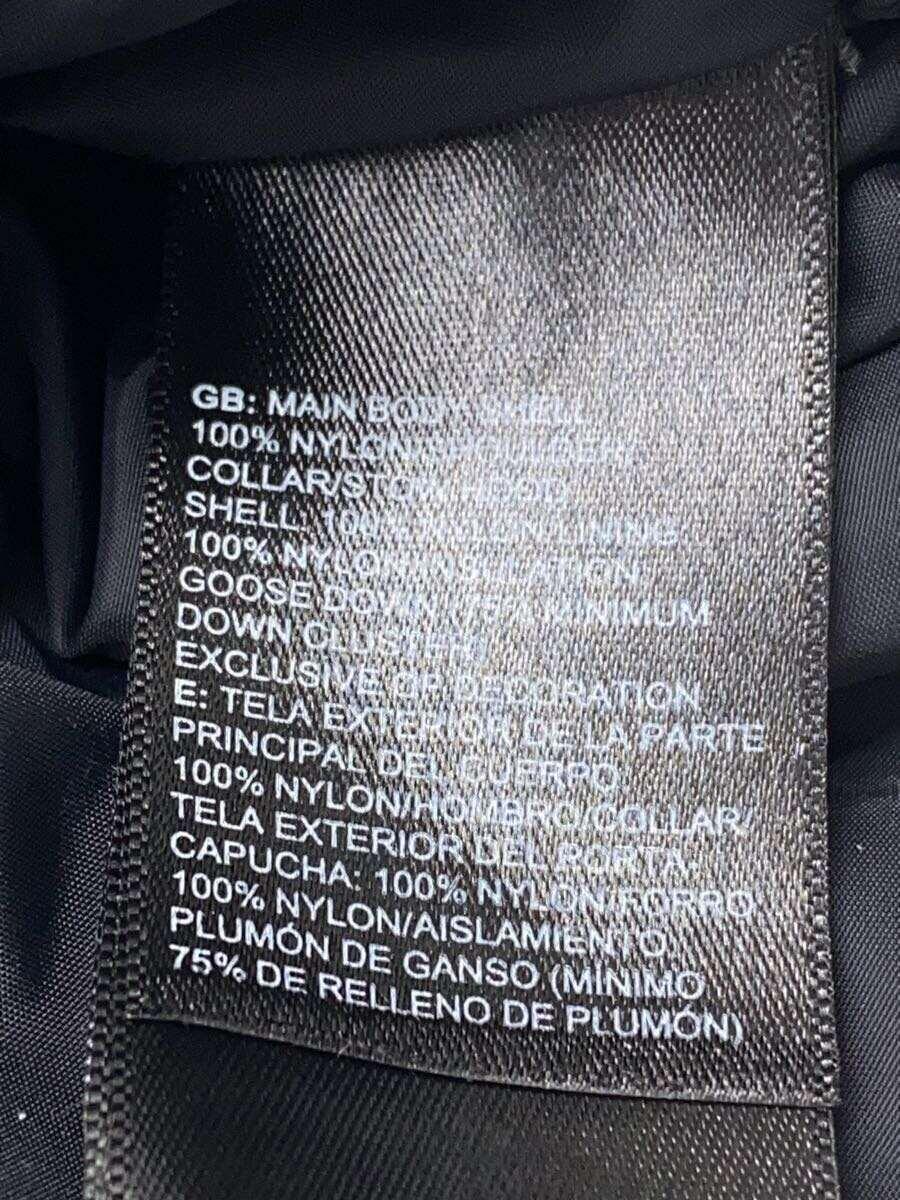 GB: MAIN BODY SHELL:
100% NYLON/SHOULDER/
COLLAR/STOW HOOD
SHELL: 100% NYLON/LINING
100% NYLON/INSULATION:
GOOSE DOWN (75% MINIMUM
DOWN CLUSTER)
EXCLUSIVE OF DECORATION
E: TELA EXTERIOR DE LA PARTE
PRINCIPAL DEL CUERPO
100% NYLON/HOMBRO/COLLAR/
TELA EXTERIOR DEL PORTA-
CAPUCHA: 100% NYLON/FORRO
100% NYLON/AISLAMIENTO:
PLUMÓN DE GANSO (MÍNIMO
75% DE RELLENO DE PLUMÓN)